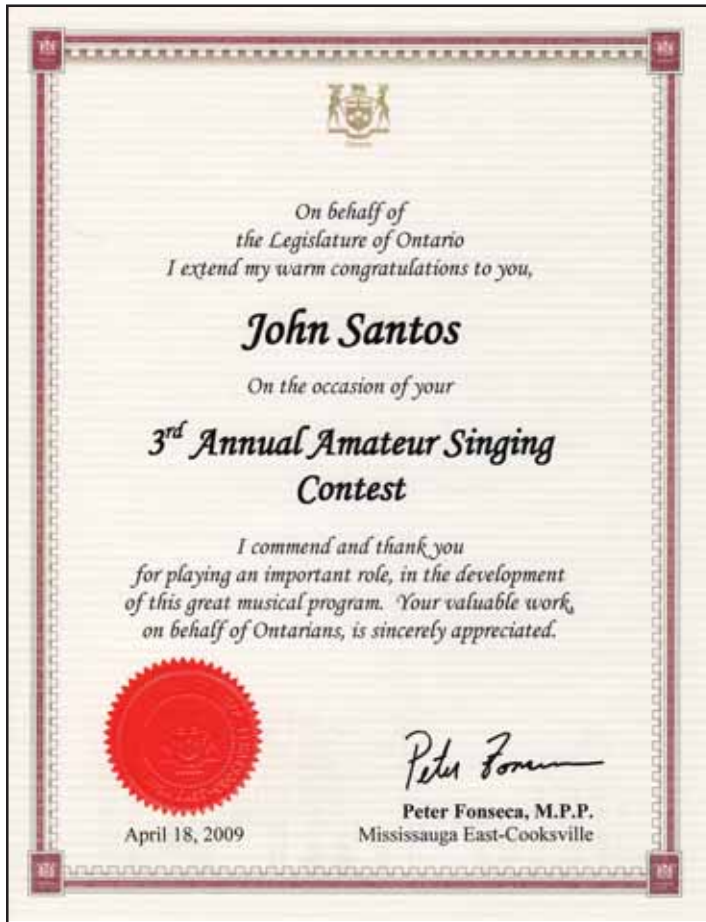 On behalf of
the Legislature of Ontario
I extend my warm congratulations to you,
John Santos
On the occasion of your
3rd Annual Amateur Singing
Contest
I commend and thank you
for playing an important role, in the development
of this great musical program. Your valuable work,
on behalf of Ontarians, is sincerely appreciated.
Peter Fonseca, M.P.P.
April 18, 2009
Mississauga East-Cooksville